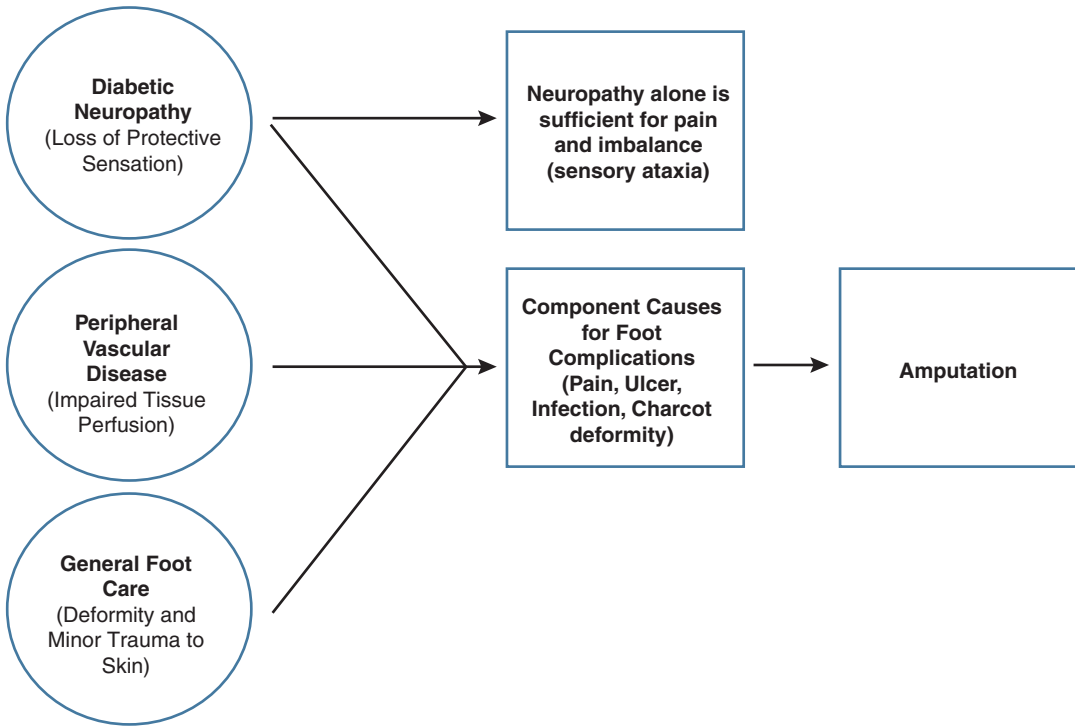 Diabetic
Neuropathy
(Loss of Protective
Sensation)
Neuropathy alone is
sufficient for pain
and imbalance
(sensory ataxia)
Peripheral
Vascular
Disease
(Impaired Tissue
Perfusion)
Component Causes
for Foot
Complications
(Pain, Ulcer,
Infection, Charcot
deformity)
Amputation
General Foot
Care
(Deformity and
Minor Trauma to
Skin)